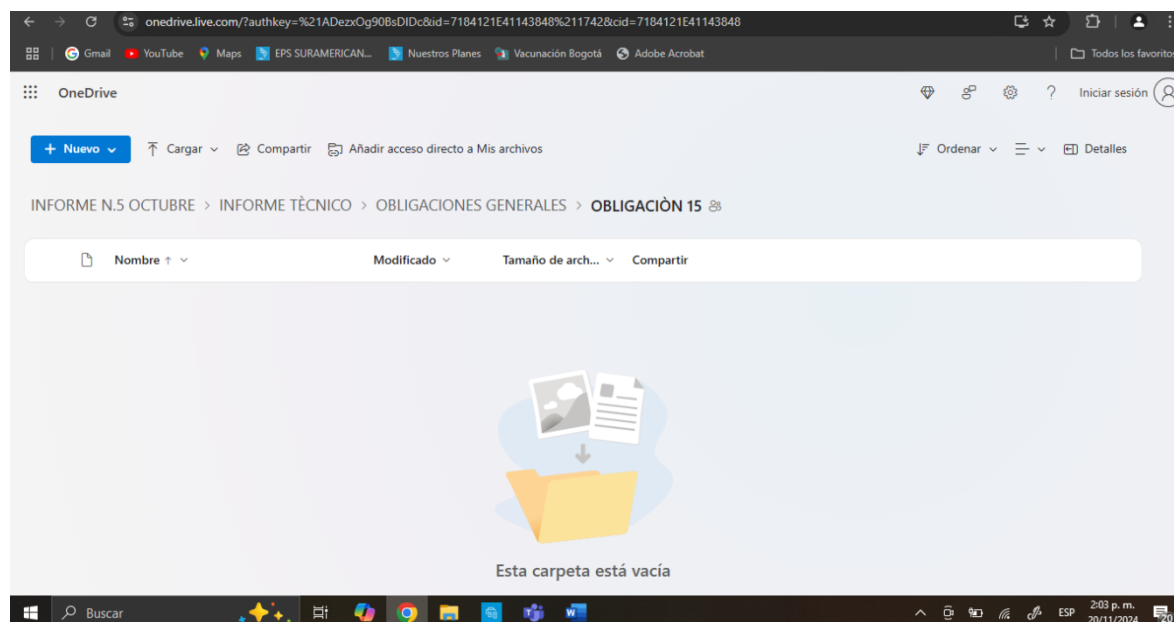 onedrive.live.com/?authkey=%21ADezxOg90BsDIDc&id=7184121E41143848%211742&cid=7184121E41143848
Gmail YouTube Maps EPS SURAMERICAN... Nuestros Planes Vacunación Bogotá Adobe Acrobat Todos los favoritos
OneDrive Iniciar sesión
+ Nuevo Cargar Compartir Añadir acceso directo a Mis archivos Ordenar Detalles
INFORME N.5 OCTUBRE > INFORME TÈCNICO > OBLIGACIONES GENERALES > OBLIGACIÒN 15
Nombre ↑ Modificado Tamaño de arch... Compartir
Esta carpeta está vacía
Buscar ESP 2:03 p. m.
20/11/2024